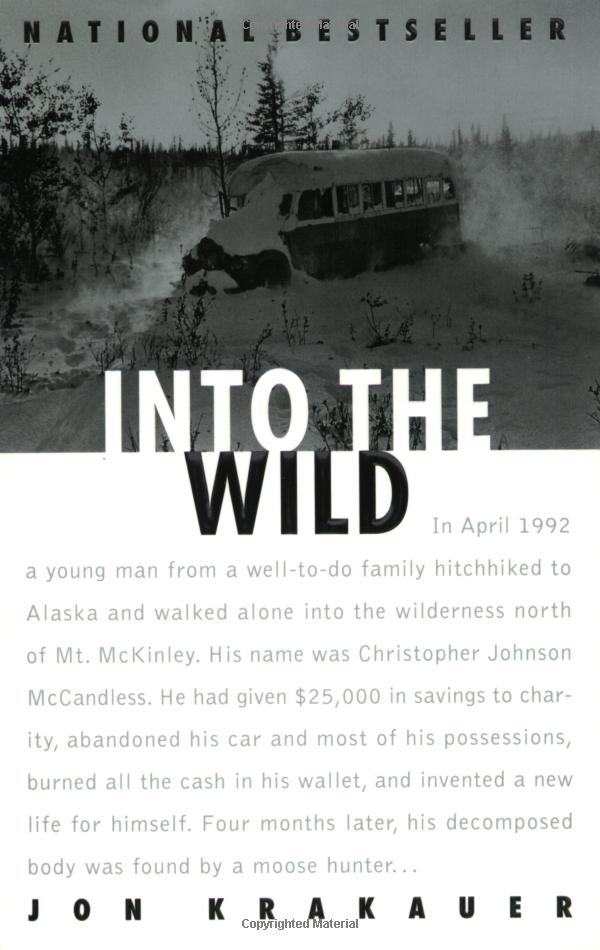 NATIONAL BESTSELLER
Copyrighted Material
INTO THE
WILD
In April 1992
a young man from a well-to-do family hitchhiked to
Alaska and walked alone into the wilderness north
of Mt. McKinley. His name was Christopher Johnson
McCandless. He had given $25,000 in savings to char-
ity, abandoned his car and most of his possessions,
burned all the cash in his wallet, and invented a new
life for himself. Four months later, his decomposed
body was found by a moose hunter...
JON KRAKAUER
Copyrighted Material